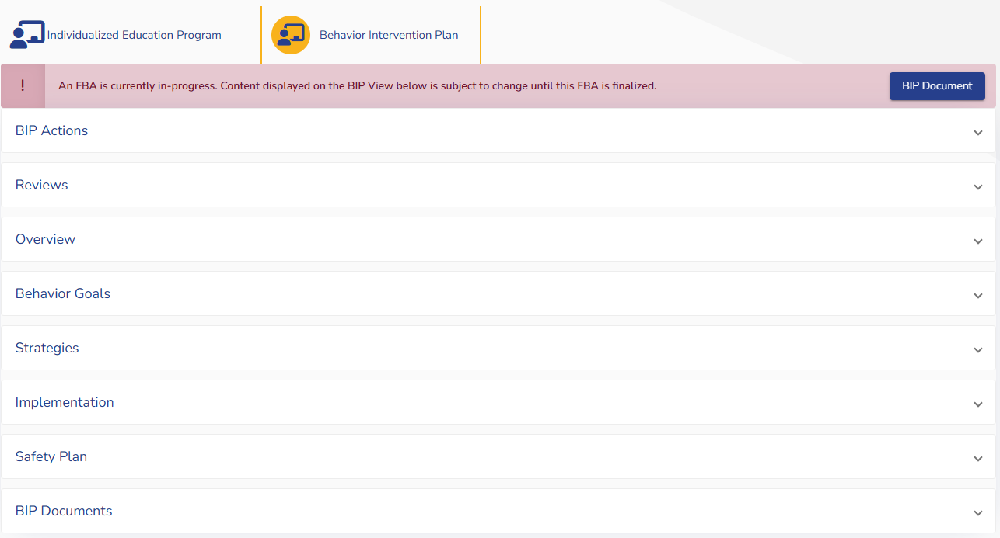 Individualized Education Program
Behavior Intervention Plan
! An FBA is currently in-progress. Content displayed on the BIP View below is subject to change until this FBA is finalized. BIP Document
BIP Actions
Reviews
Overview
Behavior Goals
Strategies
Implementation
Safety Plan
BIP Documents